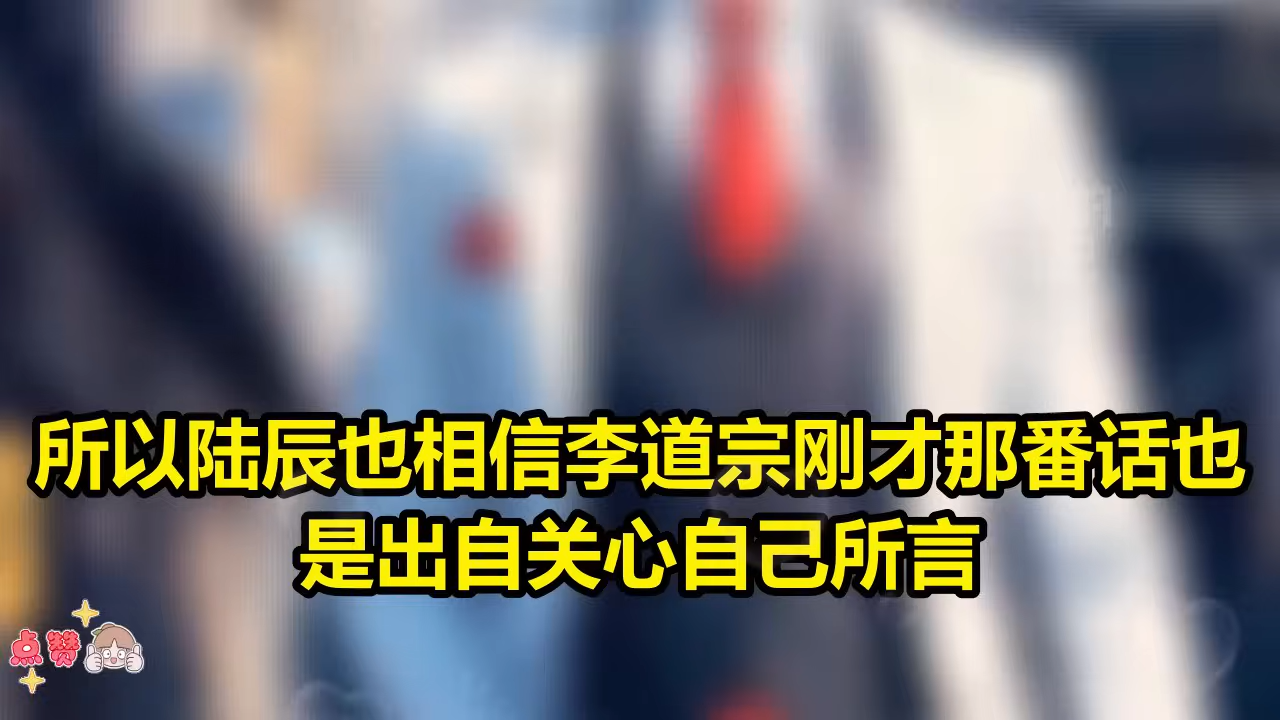 所以陆辰也相信李道宗刚才那番话也
是出自关心自己所言
点赞